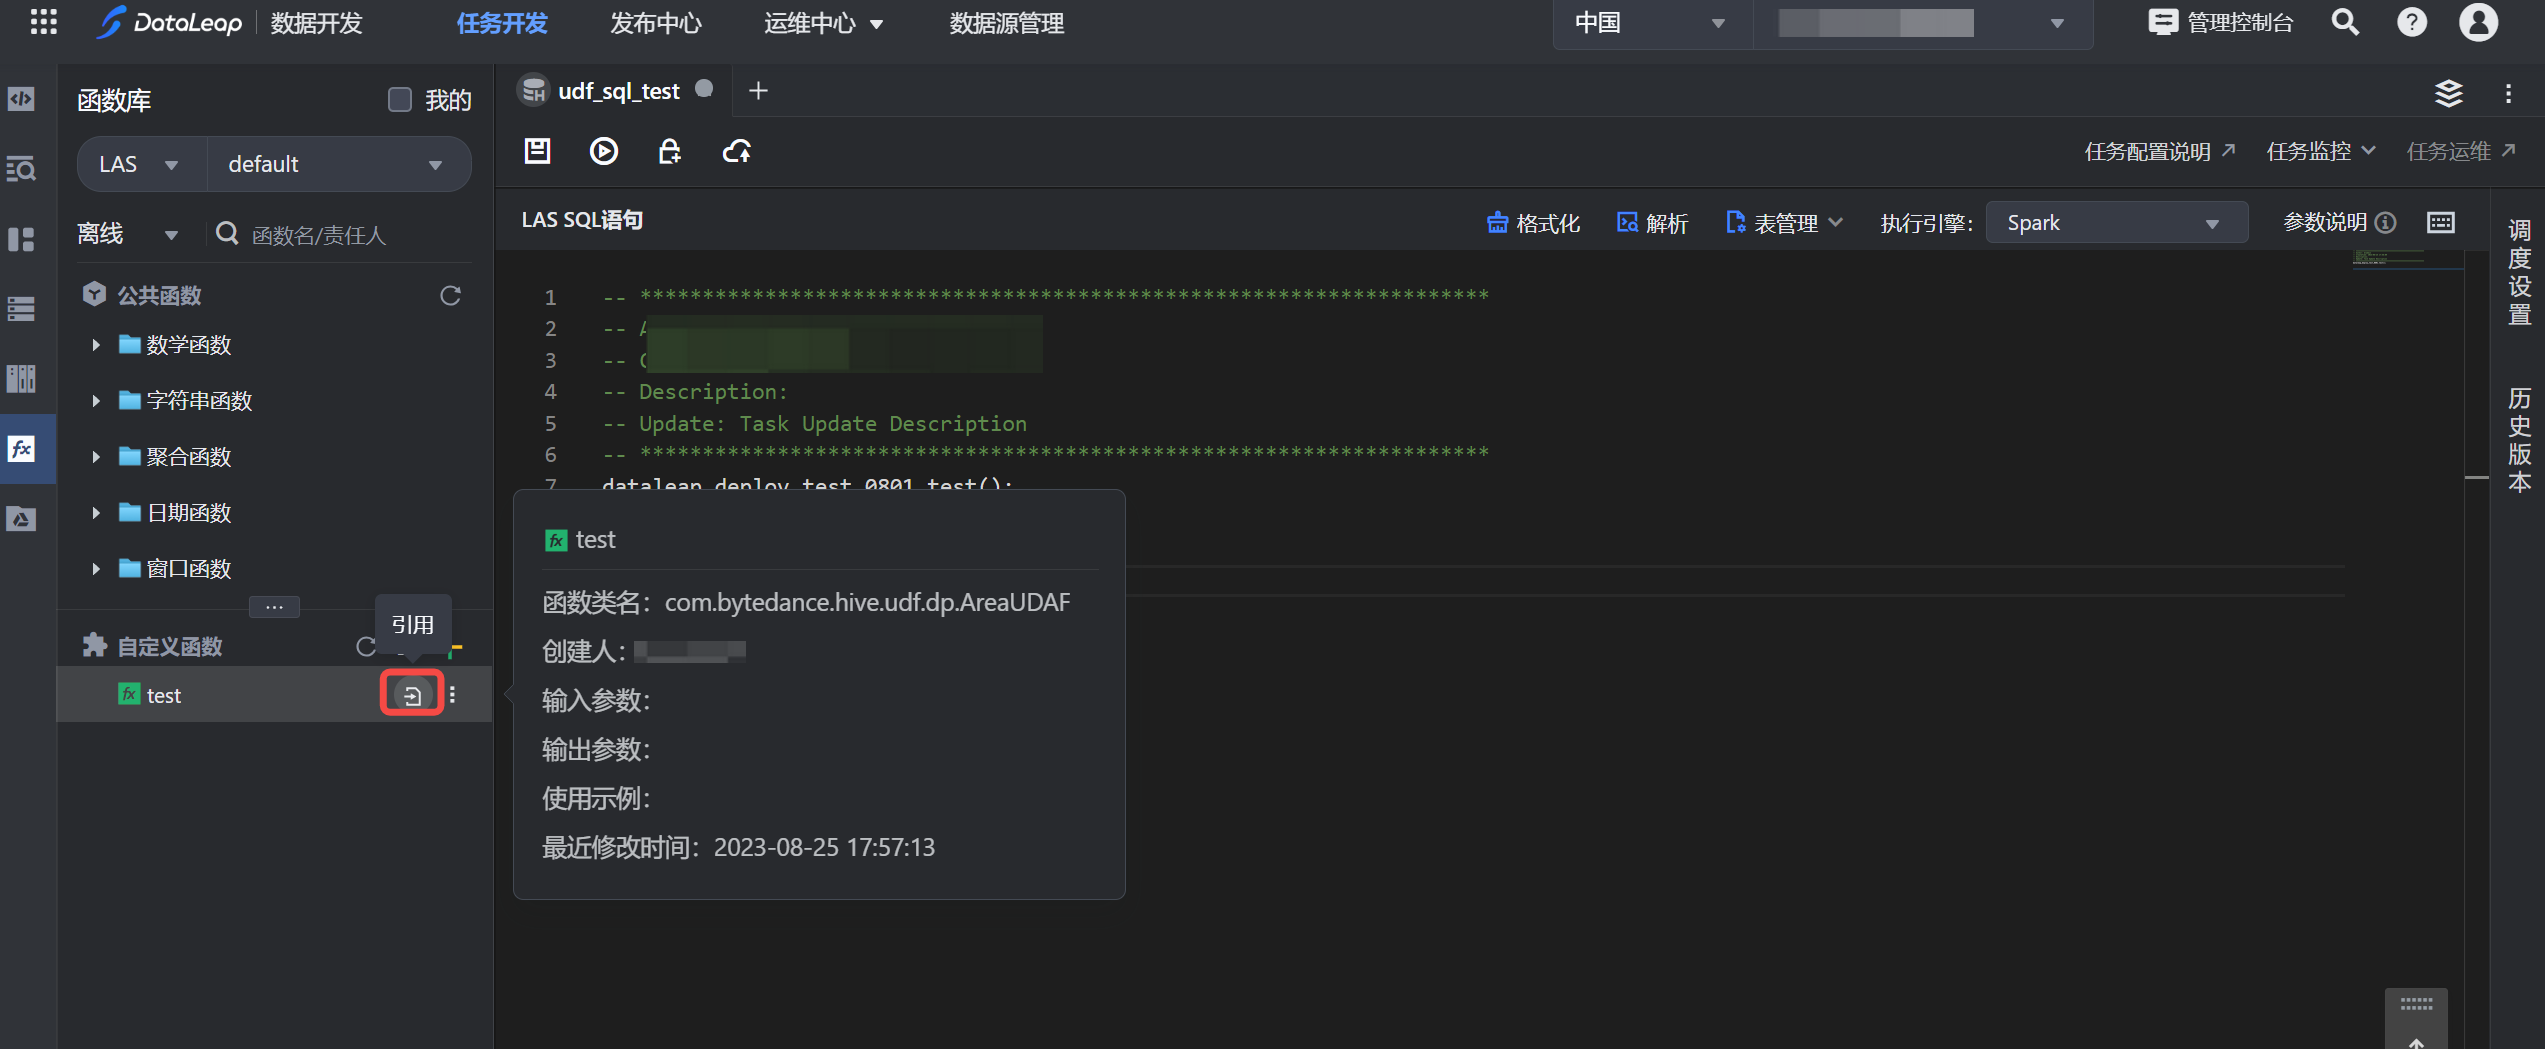 DataLeap 数据开发 任务开发 发布中心 运维中心 数据源管理 中国 管理控制台
函数库 我的
LAS default
离线 函数名/责任人
公共函数
数学函数
字符串函数
聚合函数
日期函数
窗口函数
...
引用
自定义函数
fx test
udf_sql_test
任务配置说明 任务监控 任务运维
LAS SQL语句 格式化 解析 表管理 执行引擎: Spark 参数说明
1 -- ********************************************************************
2 -- A
3 -- C
4 -- Description:
5 -- Update: Task Update Description
6 -- ********************************************************************
7 datalean_deploy_test_0801.test();
fx test
函数类名: com.bytedance.hive.udf.dp.AreaUDAF
创建人:
输入参数:
输出参数:
使用示例:
最近修改时间: 2023-08-25 17:57:13
调度设置
历史版本